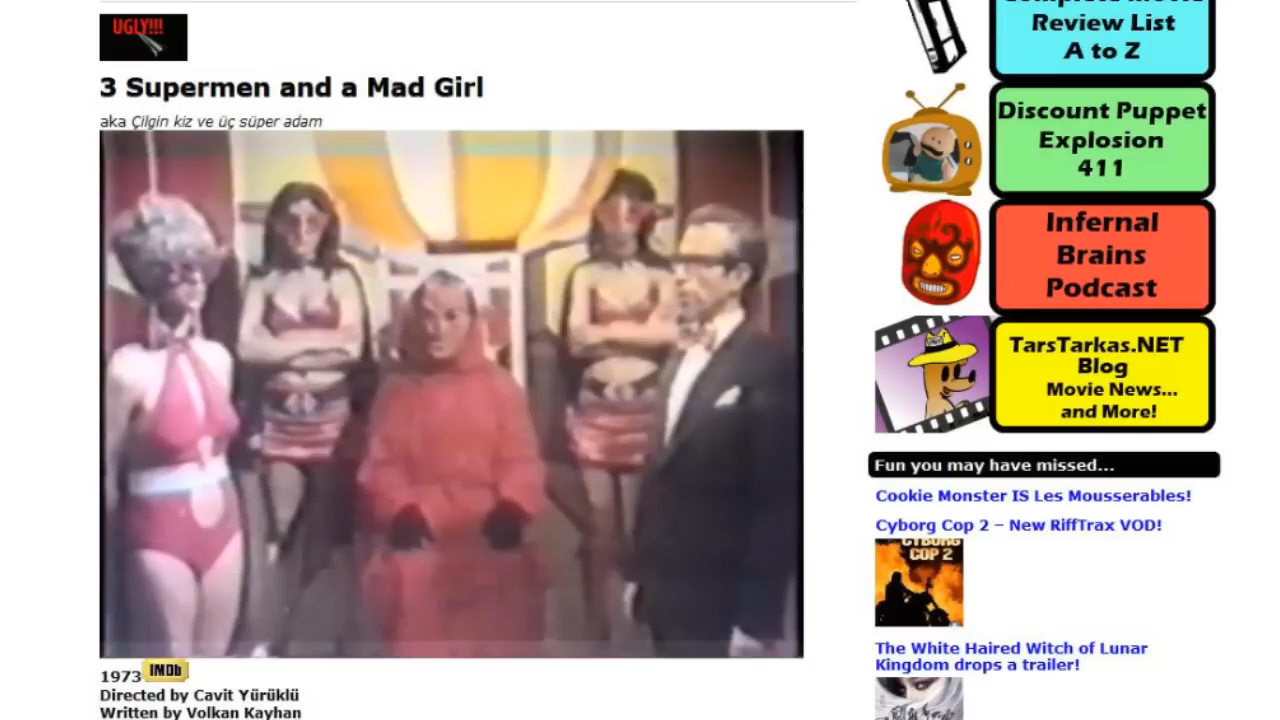 UGLY!!!
3 Supermen and a Mad Girl
aka Çilgin kiz ve üç süper adam
1973 IMDb
Directed by Cavit Yürüklü
Written by Volkan Kayhan
Complete Movie
Review List
A to Z
Discount Puppet
Explosion
411
Infernal
Brains
Podcast
TarsTarkas.NET
Blog
Movie News...
and More!
Fun you may have missed...
Cookie Monster IS Les Mousserables!
Cyborg Cop 2 – New RiffTrax VOD!
CYBORG
COP 2
The White Haired Witch of Lunar
Kingdom drops a trailer!